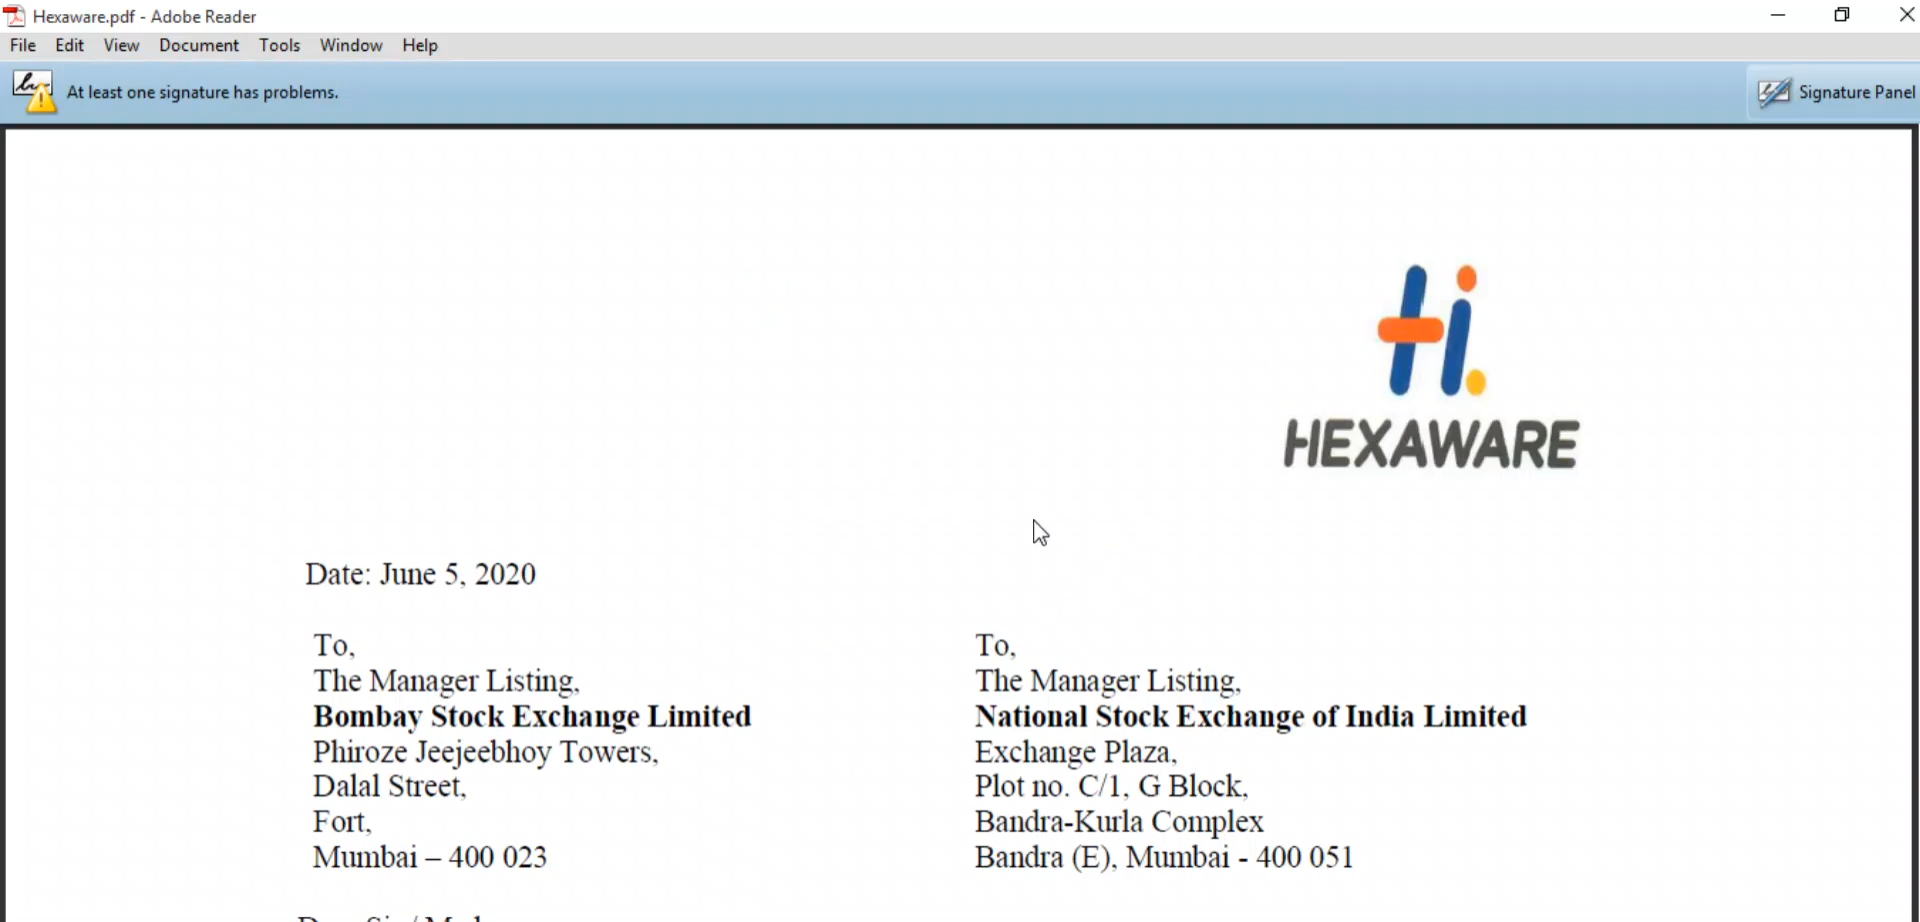 Hexaware.pdf - Adobe Reader
File Edit View Document Tools Window Help
At least one signature has problems.
Signature Panel
Hi.
HEXAWARE
Date: June 5, 2020
To,
The Manager Listing,
Bombay Stock Exchange Limited
Phiroze Jeejeebhoy Towers,
Dalal Street,
Fort,
Mumbai – 400 023
To,
The Manager Listing,
National Stock Exchange of India Limited
Exchange Plaza,
Plot no. C/1, G Block,
Bandra-Kurla Complex
Bandra (E), Mumbai - 400 051